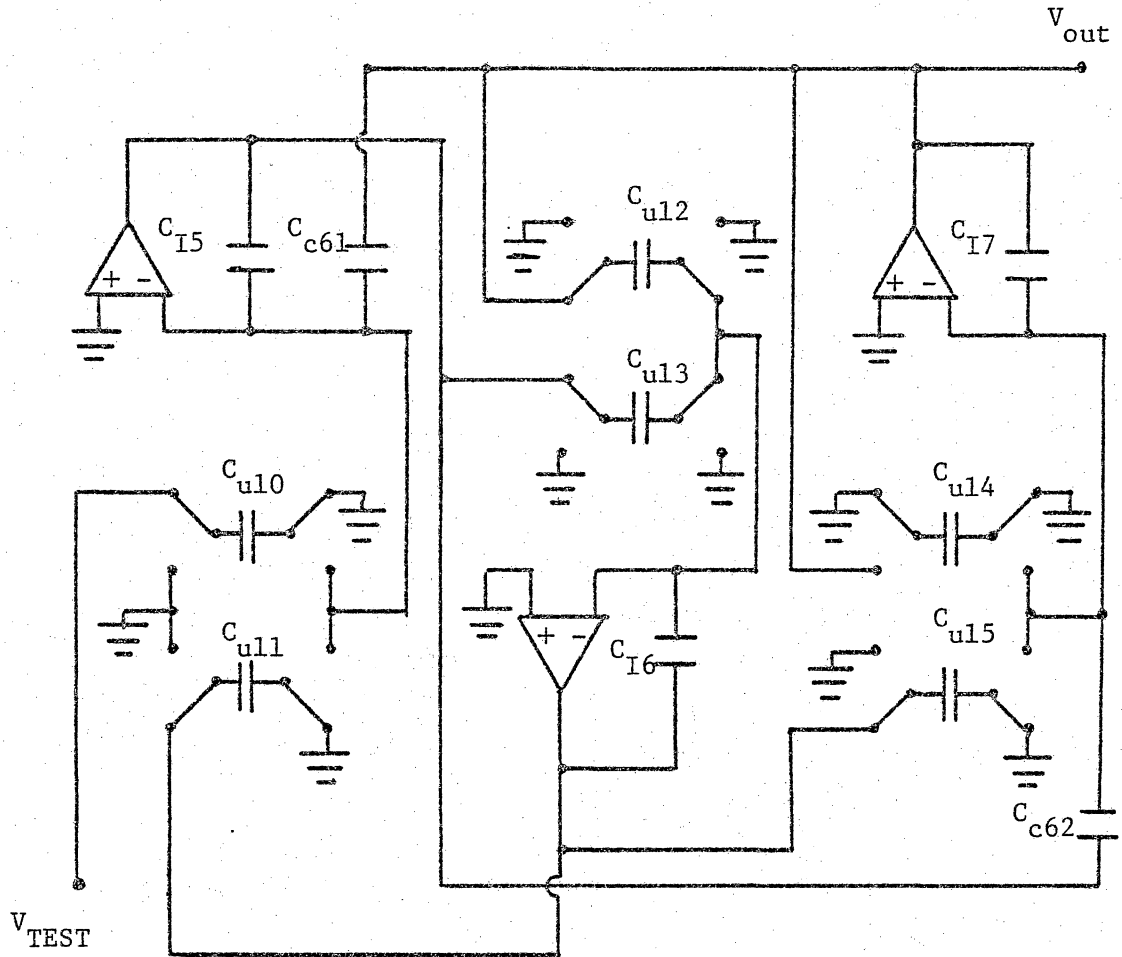 V_out
C_I5
C_c61
C_u12
C_I7
+ -
+ -
C_u13
C_u10
C_u14
C_u11
+ -
C_I6
C_u15
C_c62
V_TEST